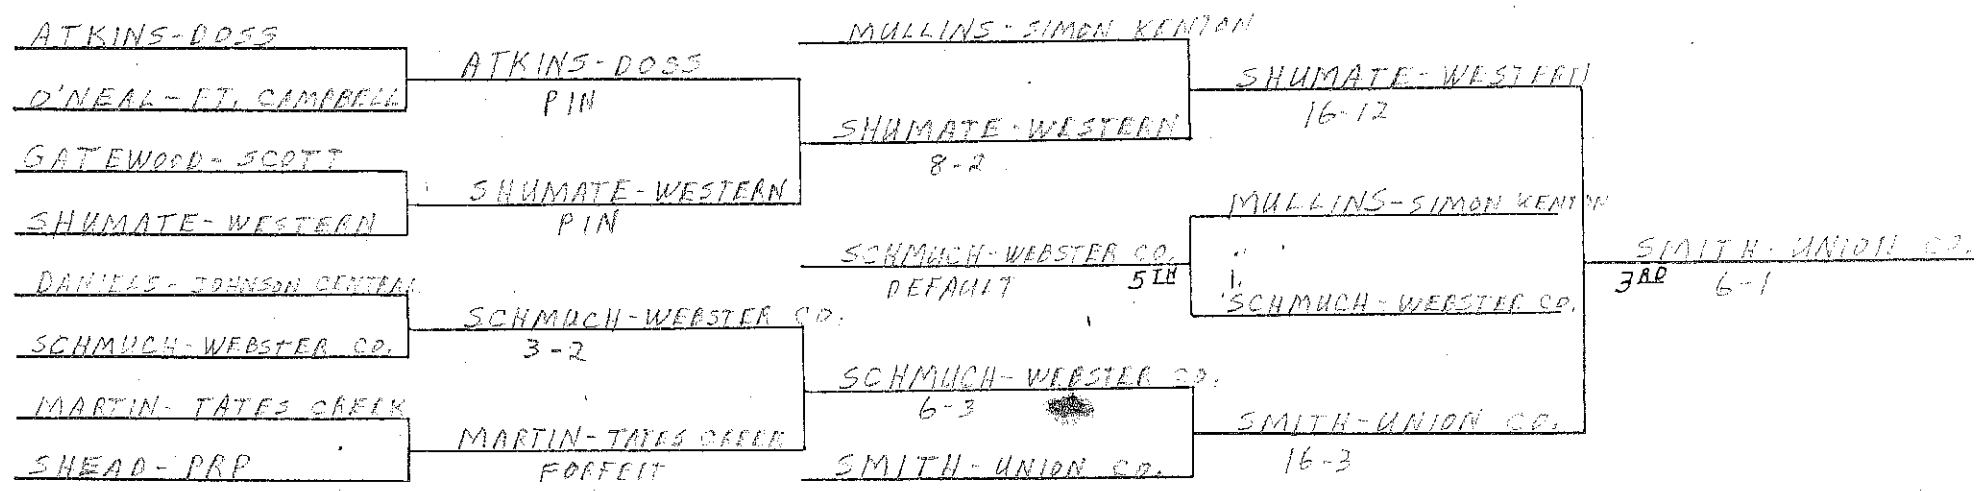 ATKINS-DOSS
O'NEAL-FT. CAMPBELL
GATEWOOD-SCOTT
SHUMATE-WESTERN
DANIELS-JOHNSON CENTRAL
SCHMUCH-WEBSTER CO.
MARTIN-TATES CREEK
SHEAD-PRP
ATKINS-DOSS
PIN
SHUMATE-WESTERN
PIN
SCHMUCH-WEBSTER CO.
3-2
MARTIN-TATES CREEK
FORFEIT
MULLINS-SIMON KENTON
SHUMATE-WESTERN
8-2
SCHMUCH-WEBSTER CO.
DEFAULT
5TH
SCHMUCH-WEBSTER CO.
6-3
SMITH-UNION CO.
SHUMATE-WESTERN
16-12
MULLINS-SIMON KENTON
SCHMUCH-WEBSTER CO.
SMITH-UNION CO.
16-3
SMITH-UNION CO.
3RD 6-1